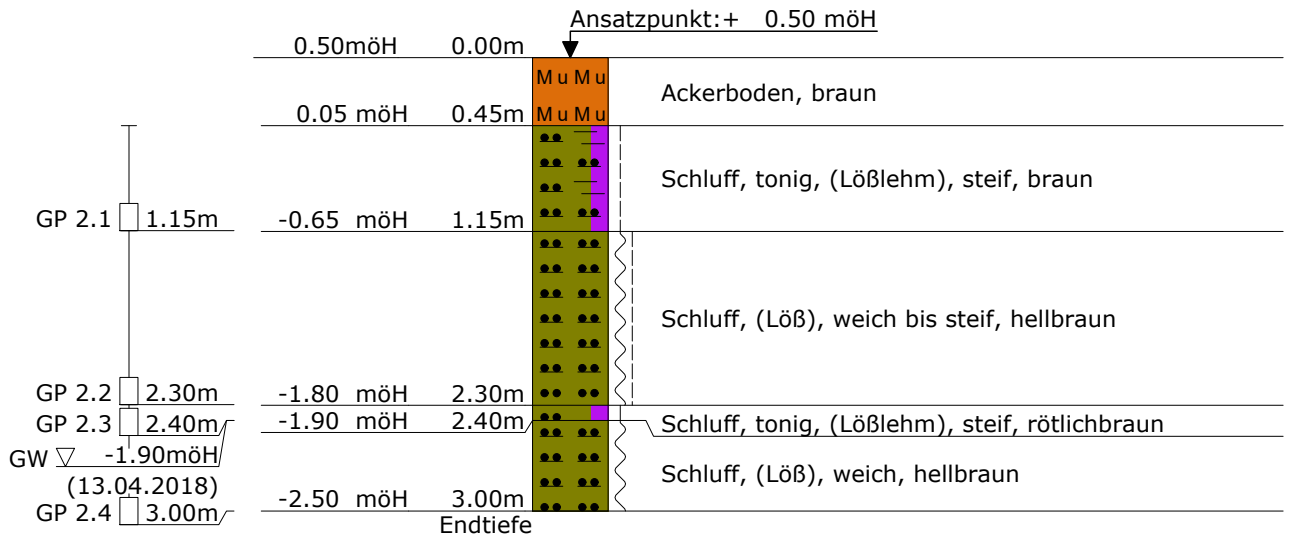 Ansatzpunkt:+ 0.50 möH
0.50möH 0.00m
Mu Mu
Ackerboden, braun
0.05 möH 0.45m Mu Mu
Schluff, tonig, (Lößlehm), steif, braun
GP 2.1 1.15m -0.65 möH 1.15m
Schluff, (Löß), weich bis steif, hellbraun
GP 2.2 2.30m -1.80 möH 2.30m
GP 2.3 2.40m -1.90 möH 2.40m Schluff, tonig, (Lößlehm), steif, rötlichbraun
GW -1.90möH
Schluff, (Löß), weich, hellbraun
(13.04.2018)
GP 2.4 3.00m -2.50 möH 3.00m
Endtiefe